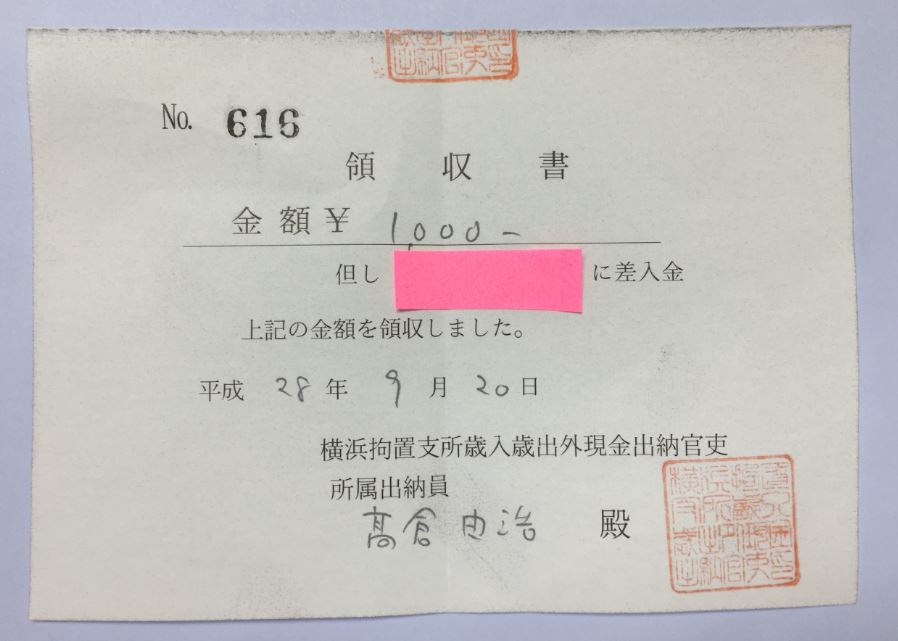 No. 616
領収書
金額￥ 1,000-
但し に差入金
上記の金額を領収しました。
平成 28 年 9 月 20 日
横浜拘置支所歳入歳出外現金出納官吏
所属出納員
髙倉由治 殿